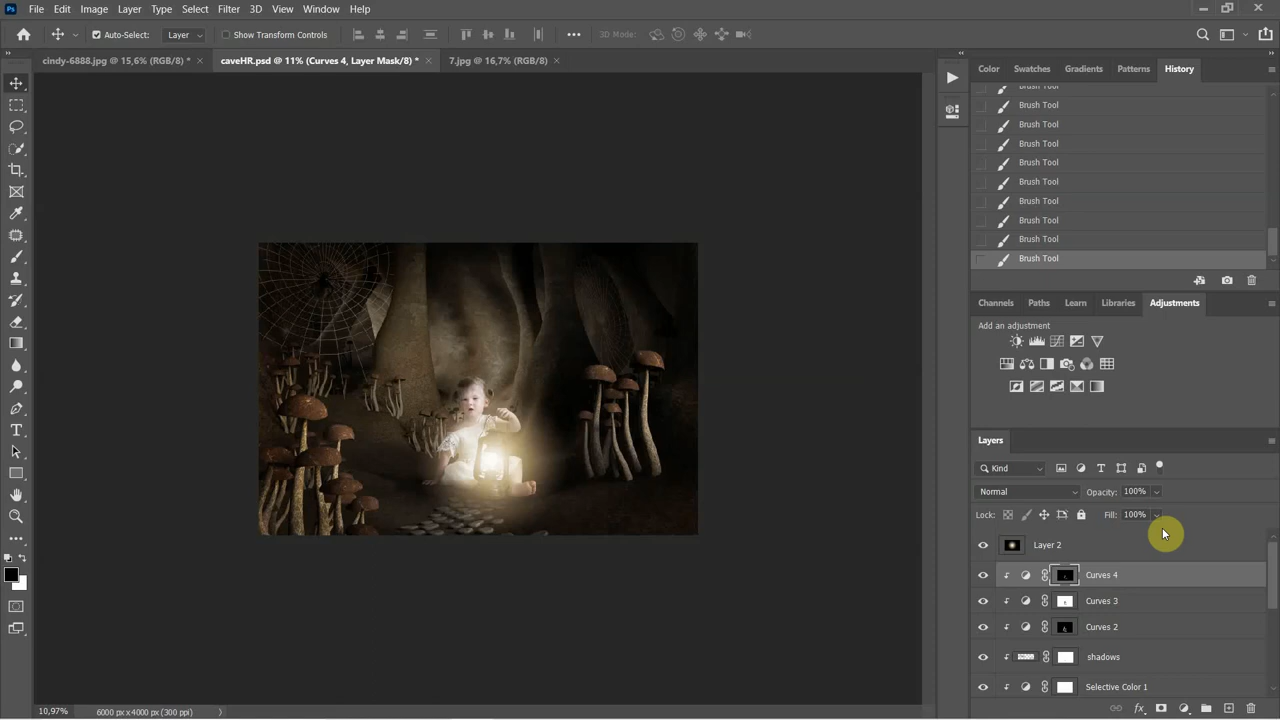 Ps File Edit Image Layer Type Select Filter 3D View Window Help
Auto-Select: Layer Show Transform Controls 3D Mode:
cindy-6888.jpg @ 15,6% (RGB/8) * × caveHR.psd @ 11% (Curves 4, Layer Mask/8) * × 7.jpg @ 16,7% (RGB/8) ×
Color Swatches Gradients Patterns History
Brush Tool
Brush Tool
Brush Tool
Brush Tool
Brush Tool
Brush Tool
Brush Tool
Brush Tool
Brush Tool
Brush Tool
Channels Paths Learn Libraries Adjustments
Add an adjustment
Layers
Kind
Normal Opacity: 100%
Lock: Fill: 100%
Layer 2
Curves 4
Curves 3
Curves 2
shadows
Selective Color 1
10,97% 6000 px x 4000 px (300 ppi)